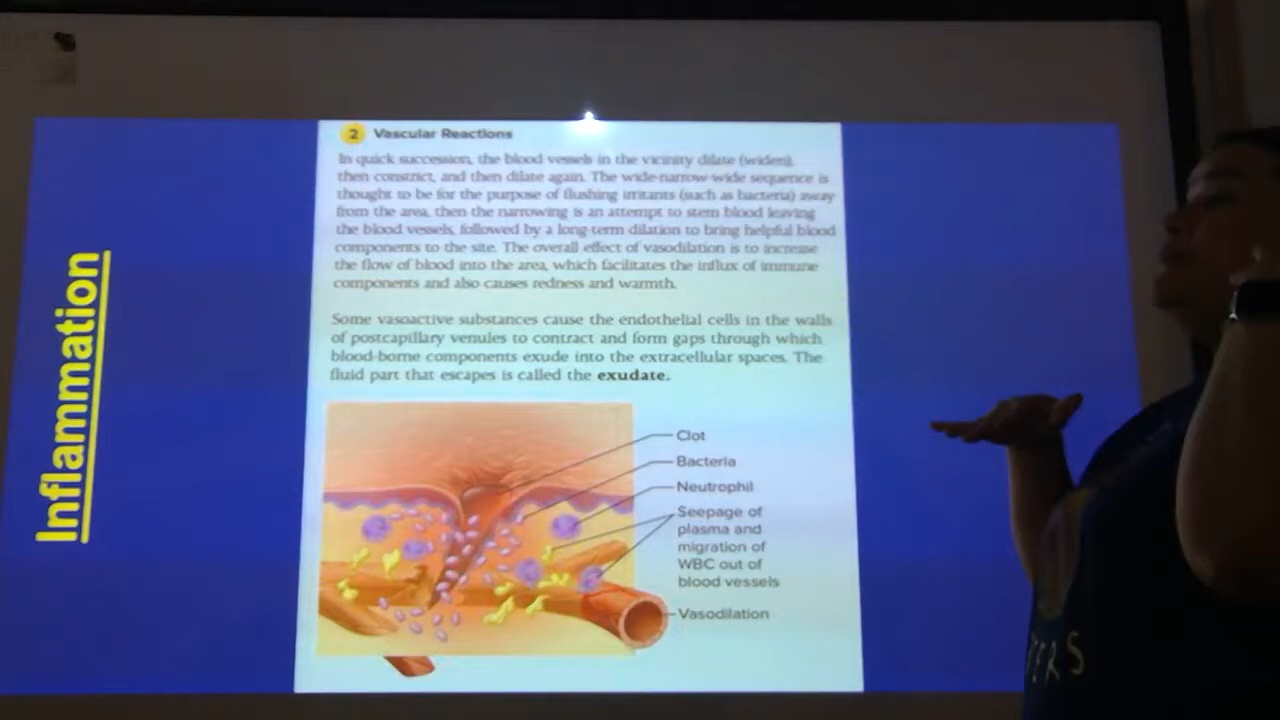 Inflammation
2 Vascular Reactions
In quick succession, the blood vessels in the vicinity dilate (widen),
then constrict, and then dilate again. The wide-narrow-wide sequence is
thought to be for the purpose of flushing irritants (such as bacteria) away
from the area, then the narrowing is an attempt to stem blood leaving
the blood vessels, followed by a long-term dilation to bring helpful blood
components to the site. The overall effect of vasodilation is to increase
the flow of blood into the area, which facilitates the influx of immune
components and also causes redness and warmth.
Some vasoactive substances cause the endothelial cells in the walls
of postcapillary venules to contract and form gaps through which
blood-borne components exude into the extracellular spaces. The
fluid part that escapes is called the exudate.
Clot
Bacteria
Neutrophil
Seepage of
plasma and
migration of
WBC out of
blood vessels
Vasodilation